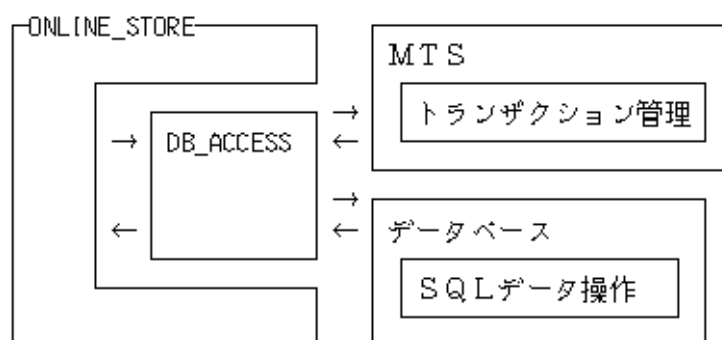 ONLINE_STORE
MTS
トランザクション管理
→ →
DB_ACCESS ←
→
← ← データベース
SQLデータ操作